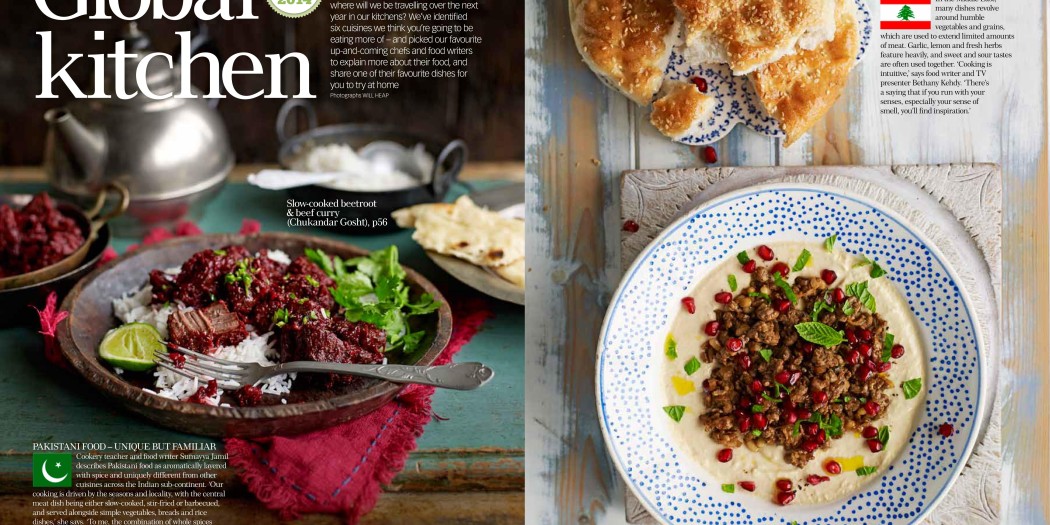 Global
kitchen
2014
where will we be travelling over the next
year in our kitchens? We've identified
six cuisines we think you're going to be
eating more of – and picked our favourite
up-and-coming chefs and food writers
to explain more about their food, and
share one of their favourite dishes for
you to try at home
Photographs WILL HEAP
Slow-cooked beetroot
& beef curry
(Chukandar Gosht), p56
PAKISTANI FOOD – UNIQUE BUT FAMILIAR
Cookery teacher and food writer Sumayya Jamil
describes Pakistani food as aromatically layered
with spice and uniquely different from other
cuisines across the Indian sub-continent. 'Our
cooking is driven by the seasons and locality, with the central
meat dish being either slow-cooked, stir-fried or barbecued,
and served alongside simple vegetables, breads and rice
dishes,' she says. 'To me, the combination of whole spices
many dishes revolve
around humble
vegetables and grains,
which are used to extend limited amounts
of meat. Garlic, lemon and fresh herbs
feature heavily, and sweet and sour tastes
are often used together. 'Cooking is
intuitive,' says food writer and TV
presenter Bethany Kehdy. 'There's
a saying that if you run with your
senses, especially your sense of
smell, you'll find inspiration.'